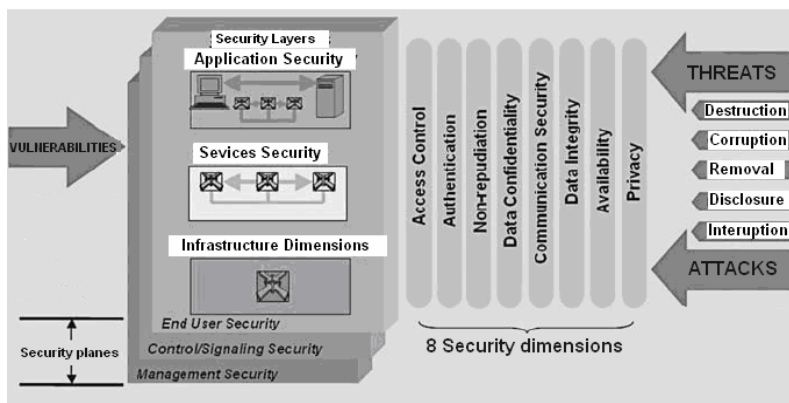 Security Layers
Application Security
VULNERABILITIES
Sevices Security
Infrastructure Dimensions
End User Security
Control/Signaling Security
Management Security
Security planes
Access Control
Authentication
Non-repudiation
Data Confidentiality
Communication Security
Data Integrity
Availability
Privacy
8 Security dimensions
THREATS
Destruction
Corruption
Removal
Disclosure
Interuption
ATTACKS